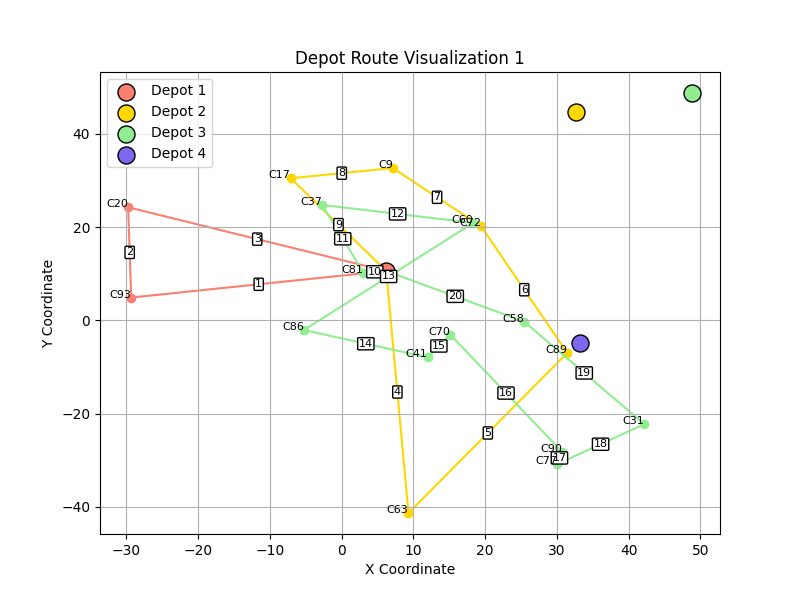 Depot Route Visualization 1
Depot 1
Depot 2
Depot 3
Depot 4
Y Coordinate
40
20
0
−20
−40
−30
−20
−10
0
10
20
30
40
50
X Coordinate
C17
C9
C37
C20
C60
C72
C81
C93
C86
C41
C70
C58
C89
C31
C90
C63
1
2
3
4
5
6
7
8
9
10
11
12
13
14
15
16
17
18
19
20